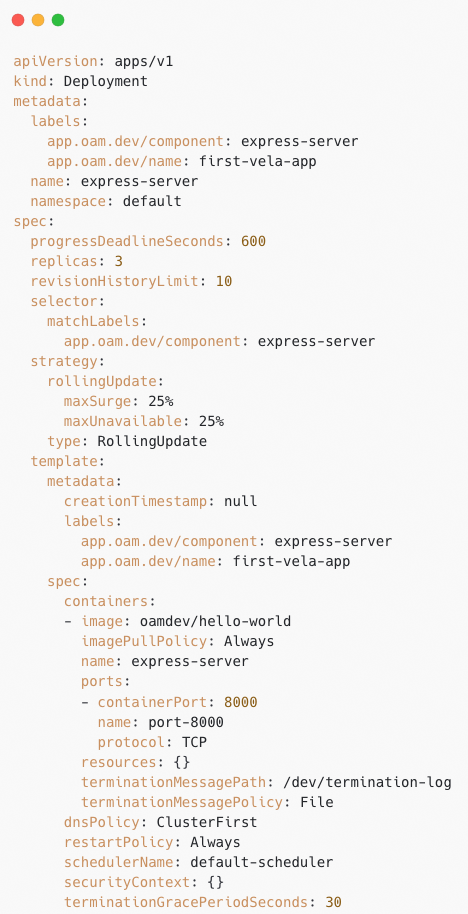 apiVersion: apps/v1
kind: Deployment
metadata:
  labels:
    app.oam.dev/component: express-server
    app.oam.dev/name: first-vela-app
  name: express-server
  namespace: default
spec:
  progressDeadlineSeconds: 600
  replicas: 3
  revisionHistoryLimit: 10
  selector:
    matchLabels:
      app.oam.dev/component: express-server
  strategy:
    rollingUpdate:
      maxSurge: 25%
      maxUnavailable: 25%
    type: RollingUpdate
  template:
    metadata:
      creationTimestamp: null
      labels:
        app.oam.dev/component: express-server
        app.oam.dev/name: first-vela-app
    spec:
      containers:
      - image: oamdev/hello-world
        imagePullPolicy: Always
        name: express-server
        ports:
        - containerPort: 8000
          name: port-8000
          protocol: TCP
        resources: {}
        terminationMessagePath: /dev/termination-log
        terminationMessagePolicy: File
      dnsPolicy: ClusterFirst
      restartPolicy: Always
      schedulerName: default-scheduler
      securityContext: {}
      terminationGracePeriodSeconds: 30